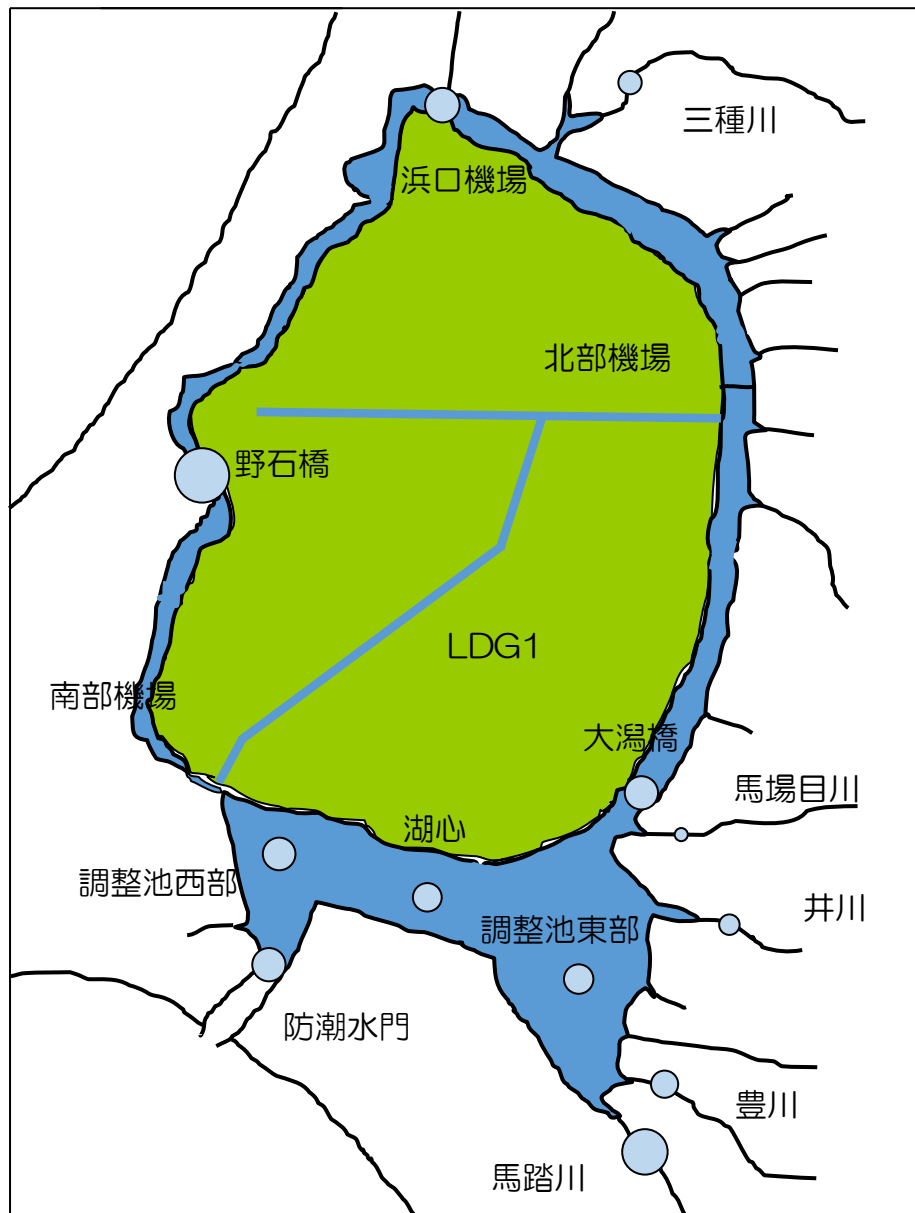 三種川
浜口機場
北部機場
野石橋
LDG1
南部機場
大潟橋
馬場目川
湖心
調整池西部
井川
調整池東部
防潮水門
豊川
馬踏川